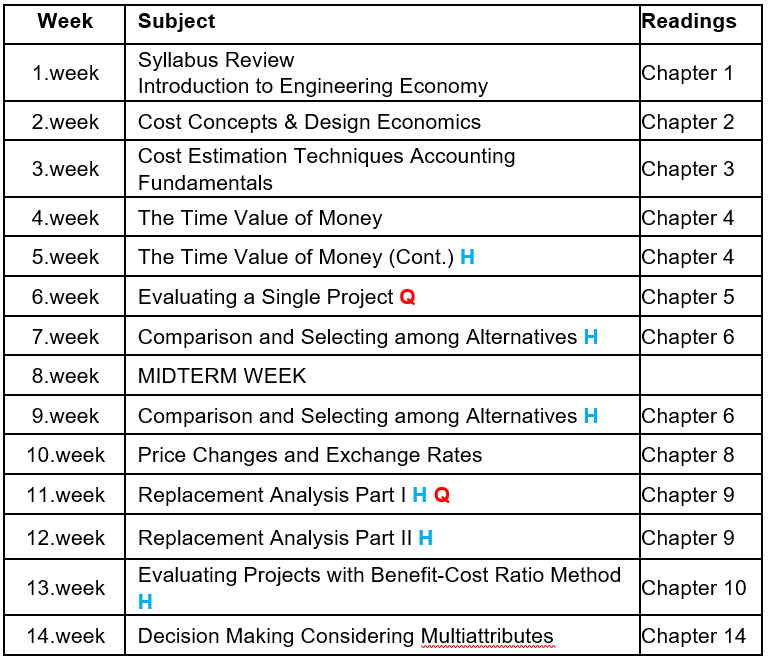 Week Subject Readings
1.week Syllabus Review
Introduction to Engineering Economy Chapter 1
2.week Cost Concepts & Design Economics Chapter 2
3.week Cost Estimation Techniques Accounting
Fundamentals Chapter 3
4.week The Time Value of Money Chapter 4
5.week The Time Value of Money (Cont.) H Chapter 4
6.week Evaluating a Single Project Q Chapter 5
7.week Comparison and Selecting among Alternatives H Chapter 6
8.week MIDTERM WEEK
9.week Comparison and Selecting among Alternatives H Chapter 6
10.week Price Changes and Exchange Rates Chapter 8
11.week Replacement Analysis Part I H Q Chapter 9
12.week Replacement Analysis Part II H Chapter 9
13.week Evaluating Projects with Benefit-Cost Ratio Method
H Chapter 10
14.week Decision Making Considering Multiattributes Chapter 14